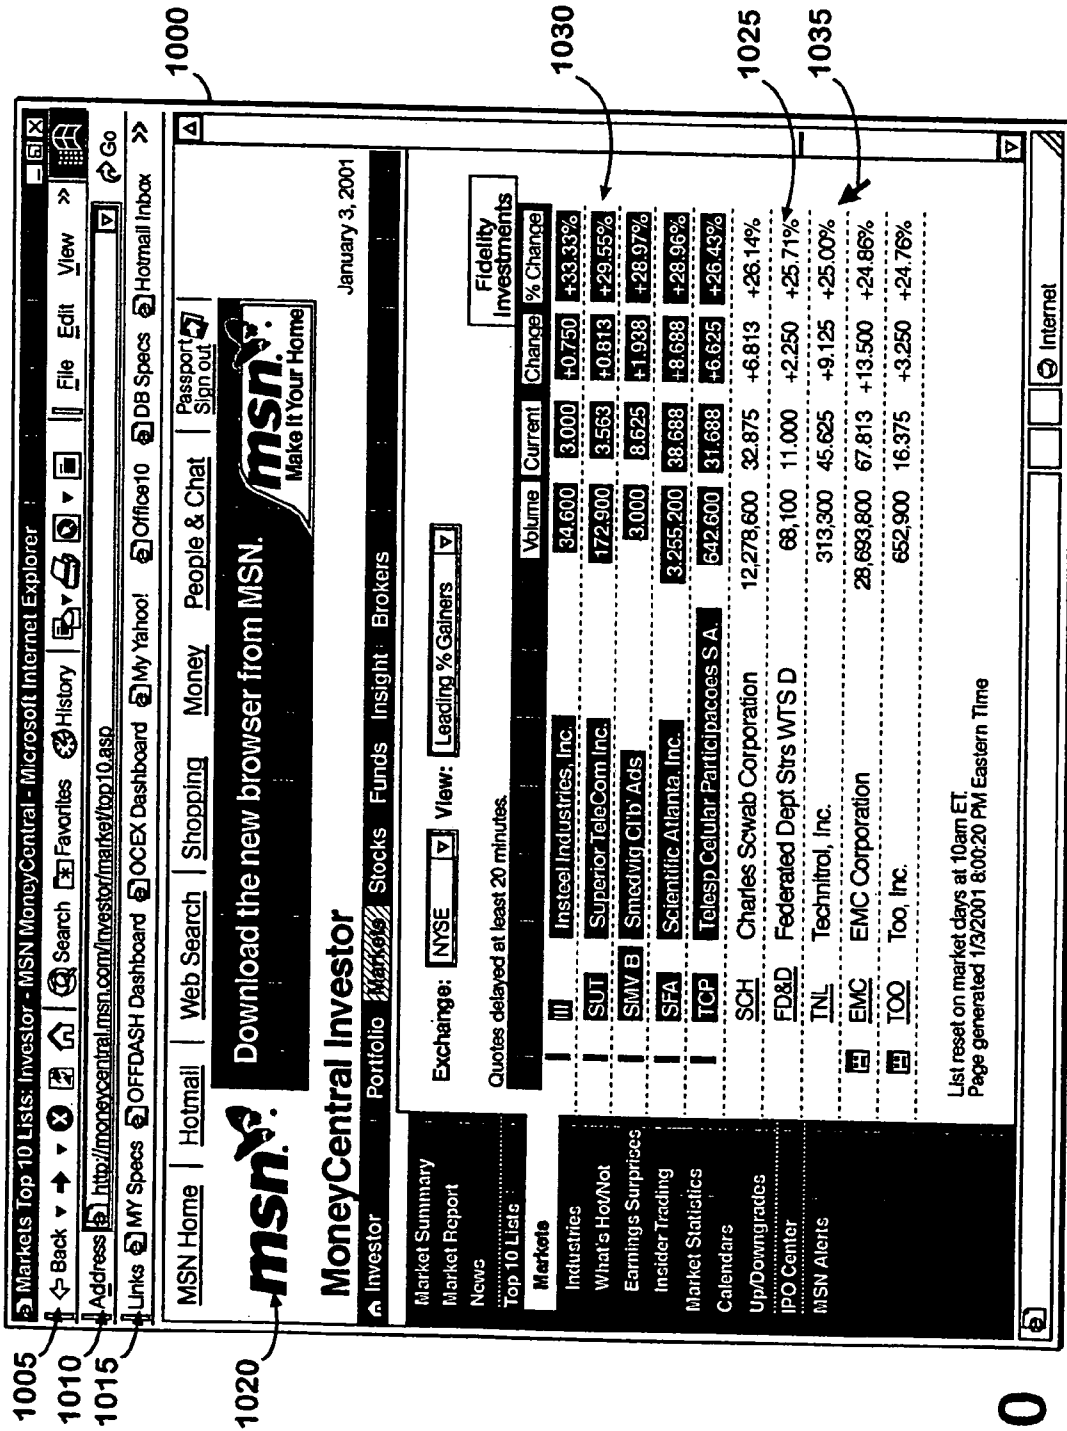 Markets Top 10 Lists: Investor - MSN MoneyCentral - Microsoft Internet Explorer
Back Search Favorites History File Edit View »
Address http://moneycentral.msn.com/investor/market/top10.asp Go
Links MY Specs OFFDASH Dashboard OCEX Dashboard My Yahoo! Office10 DB Specs Hotmail Inbox »
MSN Home Hotmail Web Search Shopping Money People & Chat Passport Sign out
msn. Download the new browser from MSN. msn. Make It Your Home
MoneyCentral Investor January 3, 2001
Investor Portfolio Markets Stocks Funds Insight Brokers
Market Summary
Market Report
News
Top 10 Lists
Markets
Industries
What's Hot/Not
Earnings Surprises
Insider Trading
Market Statistics
Calendars
Up/Downgrades
IPO Center
MSN Alerts
Exchange: NYSE View: Leading % Gainers
Fidelity Investments
Quotes delayed at least 20 minutes.
Volume Current Change % Change
III Insteel Industries, Inc. 34.600 3.000 +0.750 +33.33%
SUT Superior TeleCom Inc. 172.900 3.563 +0.813 +29.55%
SMV B Smedvig Cl 'b' Ads 3.000 8.625 +1.938 +28.97%
SFA Scientific Atlanta, Inc. 3.255,200 38.688 +8.688 +28.96%
TCP Telesp Celular Participacoes S A. 642.600 31.688 +6.625 +26.43%
SCH Charles Scwab Corporation 12,278,600 32.875 +6.813 +26.14%
FD&D Federated Dept Strs WTS D 68,100 11.000 +2.250 +25.71%
TNL Technitrol, Inc. 313,300 45.625 +9.125 +25.00%
EMC EMC Corporation 28,693,800 67.813 +13.500 +24.86%
TOO Too, Inc. 652,900 16.375 +3.250 +24.76%
List reset on market days at 10am ET.
Page generated 1/3/2001 8:00:20 PM Eastern Time
Internet
1000
1005
1010
1015
1020
1030
1025
1035
0